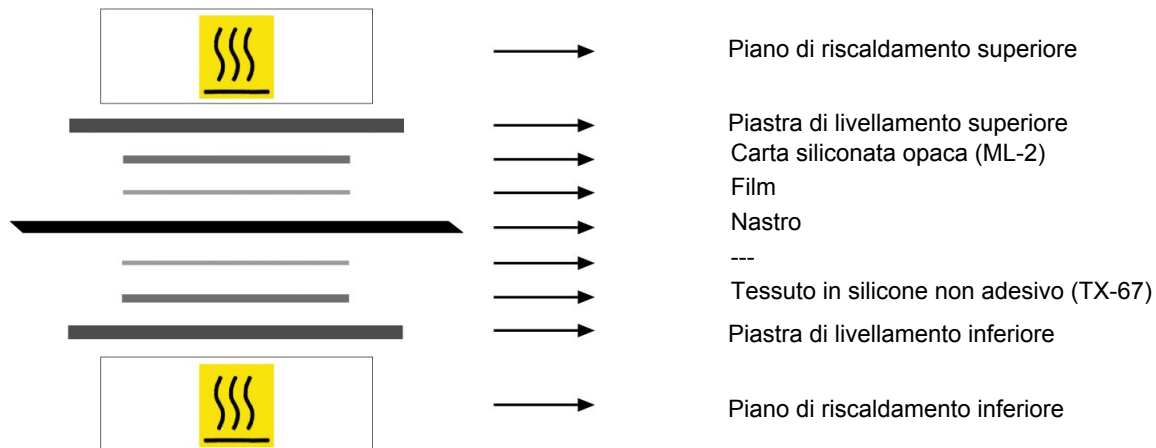 Piano di riscaldamento superiore
Piastra di livellamento superiore
Carta siliconata opaca (ML-2)
Film
Nastro
---
Tessuto in silicone non adesivo (TX-67)
Piastra di livellamento inferiore
Piano di riscaldamento inferiore